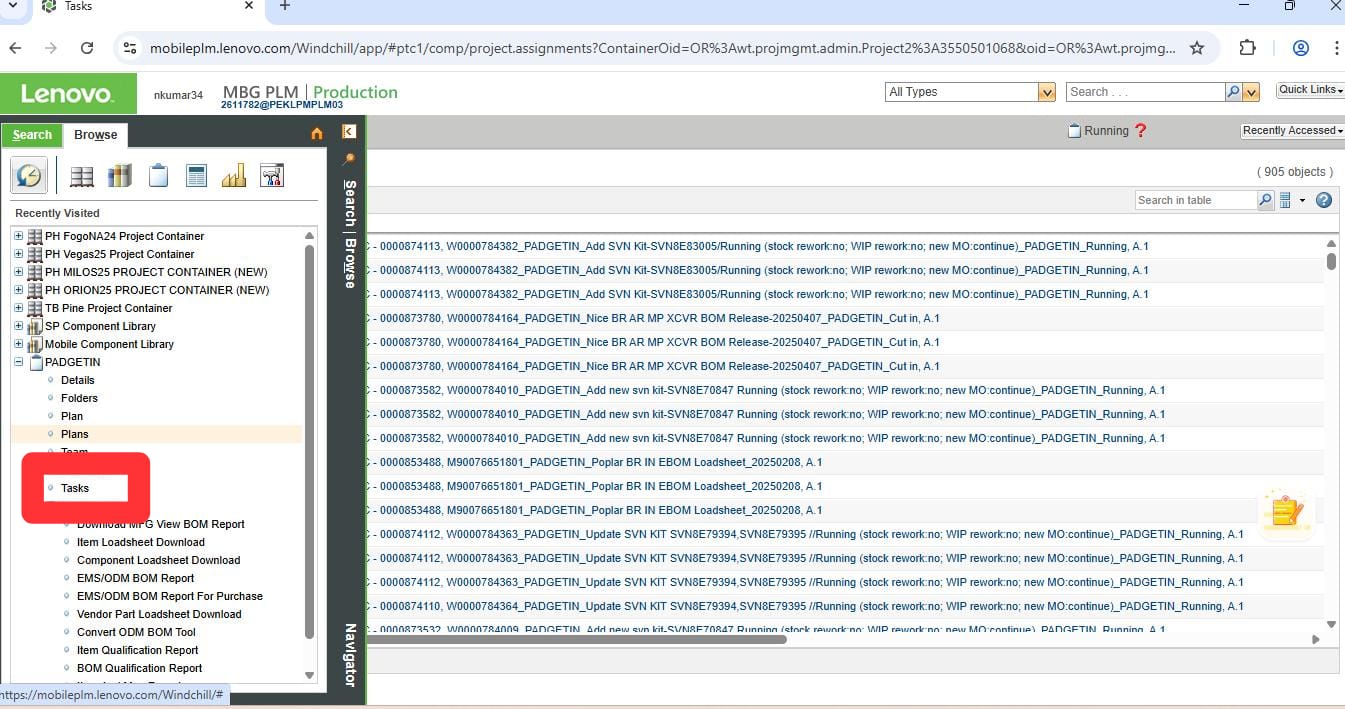 Tasks
mobileplm.lenovo.com/Windchill/app/#ptc1/comp/project.assignments?ContainerOid=OR%3Awt.projmgmt.admin.Project2%3A3550501068&oid=OR%3Awt.projmg...
Lenovo
nkumar34
MBG PLM | Production
2611782@PEKLPMPLM03
All Types
Search . . .
Quick Links
Search
Browse
Running ?
Recently Accessed
( 905 objects )
Search in table
Recently Visited
PH FogoNA24 Project Container
PH Vegas25 Project Container
PH MILOS25 PROJECT CONTAINER (NEW)
PH ORION25 PROJECT CONTAINER (NEW)
TB Pine Project Container
SP Component Library
Mobile Component Library
PADGETIN
Details
Folders
Plan
Plans
Team
Tasks
Download MFG View BOM Report
Item Loadsheet Download
Component Loadsheet Download
EMS/ODM BOM Report
EMS/ODM BOM Report For Purchase
Vendor Part Loadsheet Download
Convert ODM BOM Tool
Item Qualification Report
BOM Qualification Report
https://mobileplm.lenovo.com/Windchill/#
Search | Browse
Navigator
C - 0000874113, W0000784382_PADGETIN_Add SVN Kit-SVN8E83005/Running (stock rework:no; WIP rework:no; new MO:continue)_PADGETIN_Running, A.1
C - 0000874113, W0000784382_PADGETIN_Add SVN Kit-SVN8E83005/Running (stock rework:no; WIP rework:no; new MO:continue)_PADGETIN_Running, A.1
C - 0000874113, W0000784382_PADGETIN_Add SVN Kit-SVN8E83005/Running (stock rework:no; WIP rework:no; new MO:continue)_PADGETIN_Running, A.1
C - 0000873780, W0000784164_PADGETIN_Nice BR AR MP XCVR BOM Release-20250407_PADGETIN_Cut in, A.1
C - 0000873780, W0000784164_PADGETIN_Nice BR AR MP XCVR BOM Release-20250407_PADGETIN_Cut in, A.1
C - 0000873780, W0000784164_PADGETIN_Nice BR AR MP XCVR BOM Release-20250407_PADGETIN_Cut in, A.1
C - 0000873582, W0000784010_PADGETIN_Add new svn kit-SVN8E70847 Running (stock rework:no; WIP rework:no; new MO:continue)_PADGETIN_Running, A.1
C - 0000873582, W0000784010_PADGETIN_Add new svn kit-SVN8E70847 Running (stock rework:no; WIP rework:no; new MO:continue)_PADGETIN_Running, A.1
C - 0000873582, W0000784010_PADGETIN_Add new svn kit-SVN8E70847 Running (stock rework:no; WIP rework:no; new MO:continue)_PADGETIN_Running, A.1
C - 0000853488, M90076651801_PADGETIN_Poplar BR IN EBOM Loadsheet_20250208, A.1
C - 0000853488, M90076651801_PADGETIN_Poplar BR IN EBOM Loadsheet_20250208, A.1
C - 0000853488, M90076651801_PADGETIN_Poplar BR IN EBOM Loadsheet_20250208, A.1
C - 0000874112, W0000784363_PADGETIN_Update SVN KIT SVN8E79394,SVN8E79395 //Running (stock rework:no; WIP rework:no; new MO:continue)_PADGETIN_Running, A.1
C - 0000874112, W0000784363_PADGETIN_Update SVN KIT SVN8E79394,SVN8E79395 //Running (stock rework:no; WIP rework:no; new MO:continue)_PADGETIN_Running, A.1
C - 0000874112, W0000784363_PADGETIN_Update SVN KIT SVN8E79394,SVN8E79395 //Running (stock rework:no; WIP rework:no; new MO:continue)_PADGETIN_Running, A.1
C - 0000874110, W0000784364_PADGETIN_Update SVN KIT SVN8E79394,SVN8E79395 //Running (stock rework:no; WIP rework:no; new MO:continue)_PADGETIN_Running, A.1
C - 0000873532, W0000784009_PADGETIN_Add new svn kit-SVN8E70847 Running (stock rework:no; WIP rework:no; new MO:continue)_PADGETIN_Running, A.1